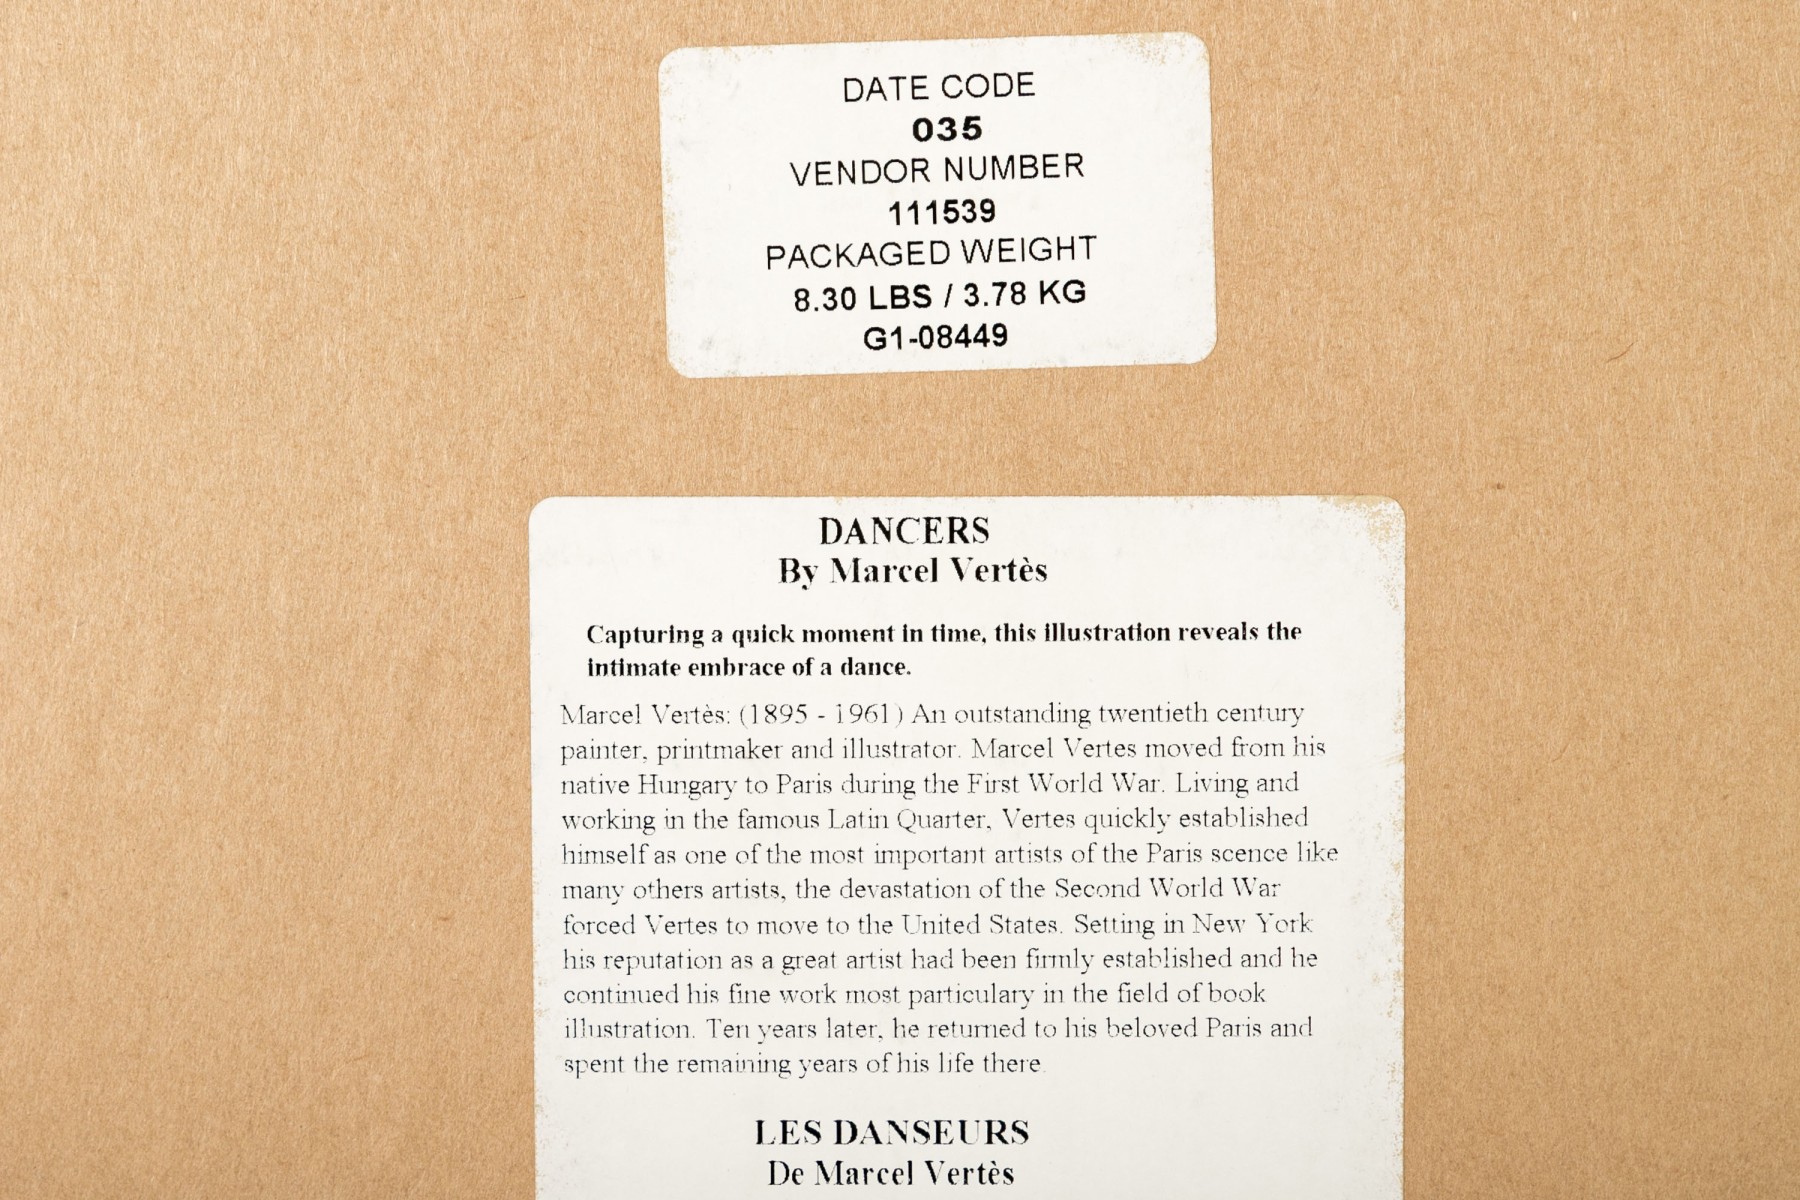 DATE CODE
035
VENDOR NUMBER
111539
PACKAGED WEIGHT
8.30 LBS / 3.78 KG
G1-08449
DANCERS
By Marcel Vertès
Capturing a quick moment in time, this illustration reveals the
intimate embrace of a dance.
Marcel Vertès: (1895 - 1961) An outstanding twentieth century
painter, printmaker and illustrator. Marcel Vertes moved from his
native Hungary to Paris during the First World War. Living and
working in the famous Latin Quarter, Vertes quickly established
himself as one of the most important artists of the Paris scence like
many others artists, the devastation of the Second World War
forced Vertes to move to the United States. Setting in New York
his reputation as a great artist had been firmly established and he
continued his fine work most particulary in the field of book
illustration. Ten years later, he returned to his beloved Paris and
spent the remaining years of his life there.
LES DANSEURS
De Marcel Vertès